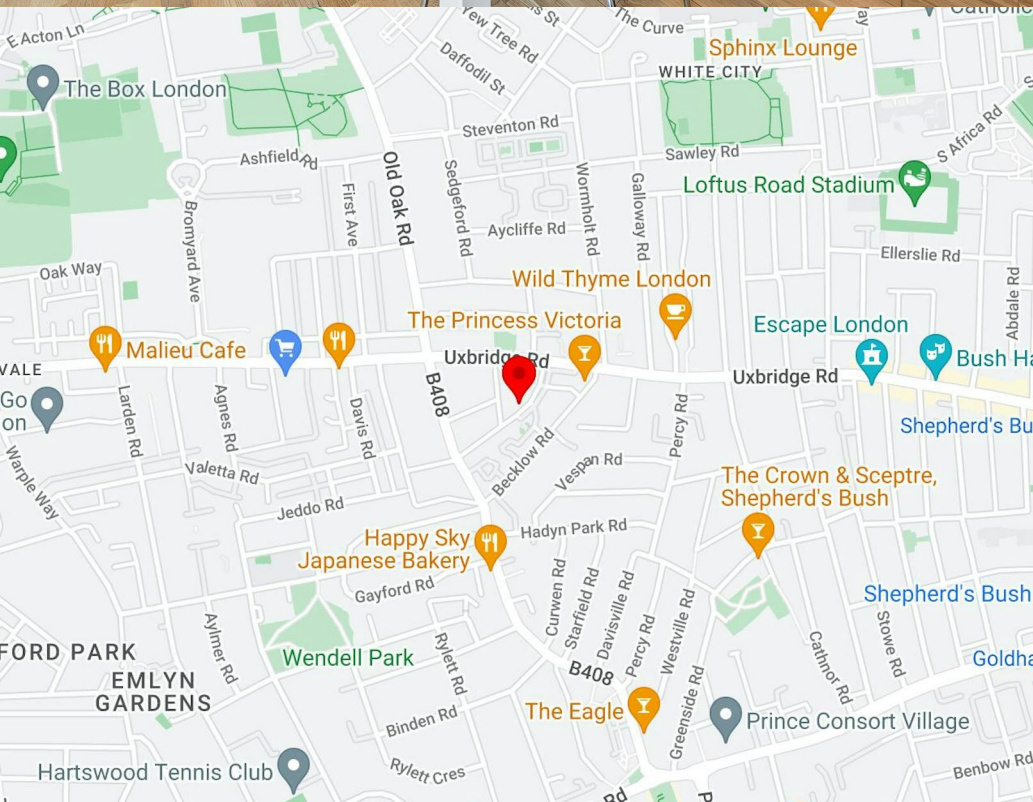 E Acton Ln
Yew Tree Rd
The Curve
Sphinx Lounge
The Box London
Daffodil St
WHITE CITY
Steventon Rd
S Africa Rd
Ashfield Rd
Old Oak Rd
Sawley Rd
First Ave
Sedgeford Rd
Wormholt Rd
Galloway Rd
Loftus Road Stadium
Bromyard Ave
Aycliffe Rd
Ellerslie Rd
Oak Way
Wild Thyme London
Abdale Rd
The Princess Victoria
Escape London
Malieu Cafe
Uxbridge Rd
Bush Ha
VALE
Uxbridge Rd
Go
on
Larden Rd
Agnes Rd
Davis Rd
B408
Percy Rd
Shepherd's Bu
Warple Way
Valetta Rd
Becklow Rd
Vespan Rd
The Crown & Sceptre,
Shepherd's Bush
Jeddo Rd
Hadyn Park Rd
Happy Sky
Japanese Bakery
Gayford Rd
Curwen Rd
Starfield Rd
Davisville Rd
Percy Rd
Westville Rd
Shepherd's Bush
Aylmer Rd
Rylett Rd
Cathnor Rd
Stowe Rd
FORD PARK
EMLYN
GARDENS
Wendell Park
B408
Goldha
Greenside Rd
Binden Rd
The Eagle
Prince Consort Village
Hartswood Tennis Club
Rylett Cres
Benbow Rd
Rd